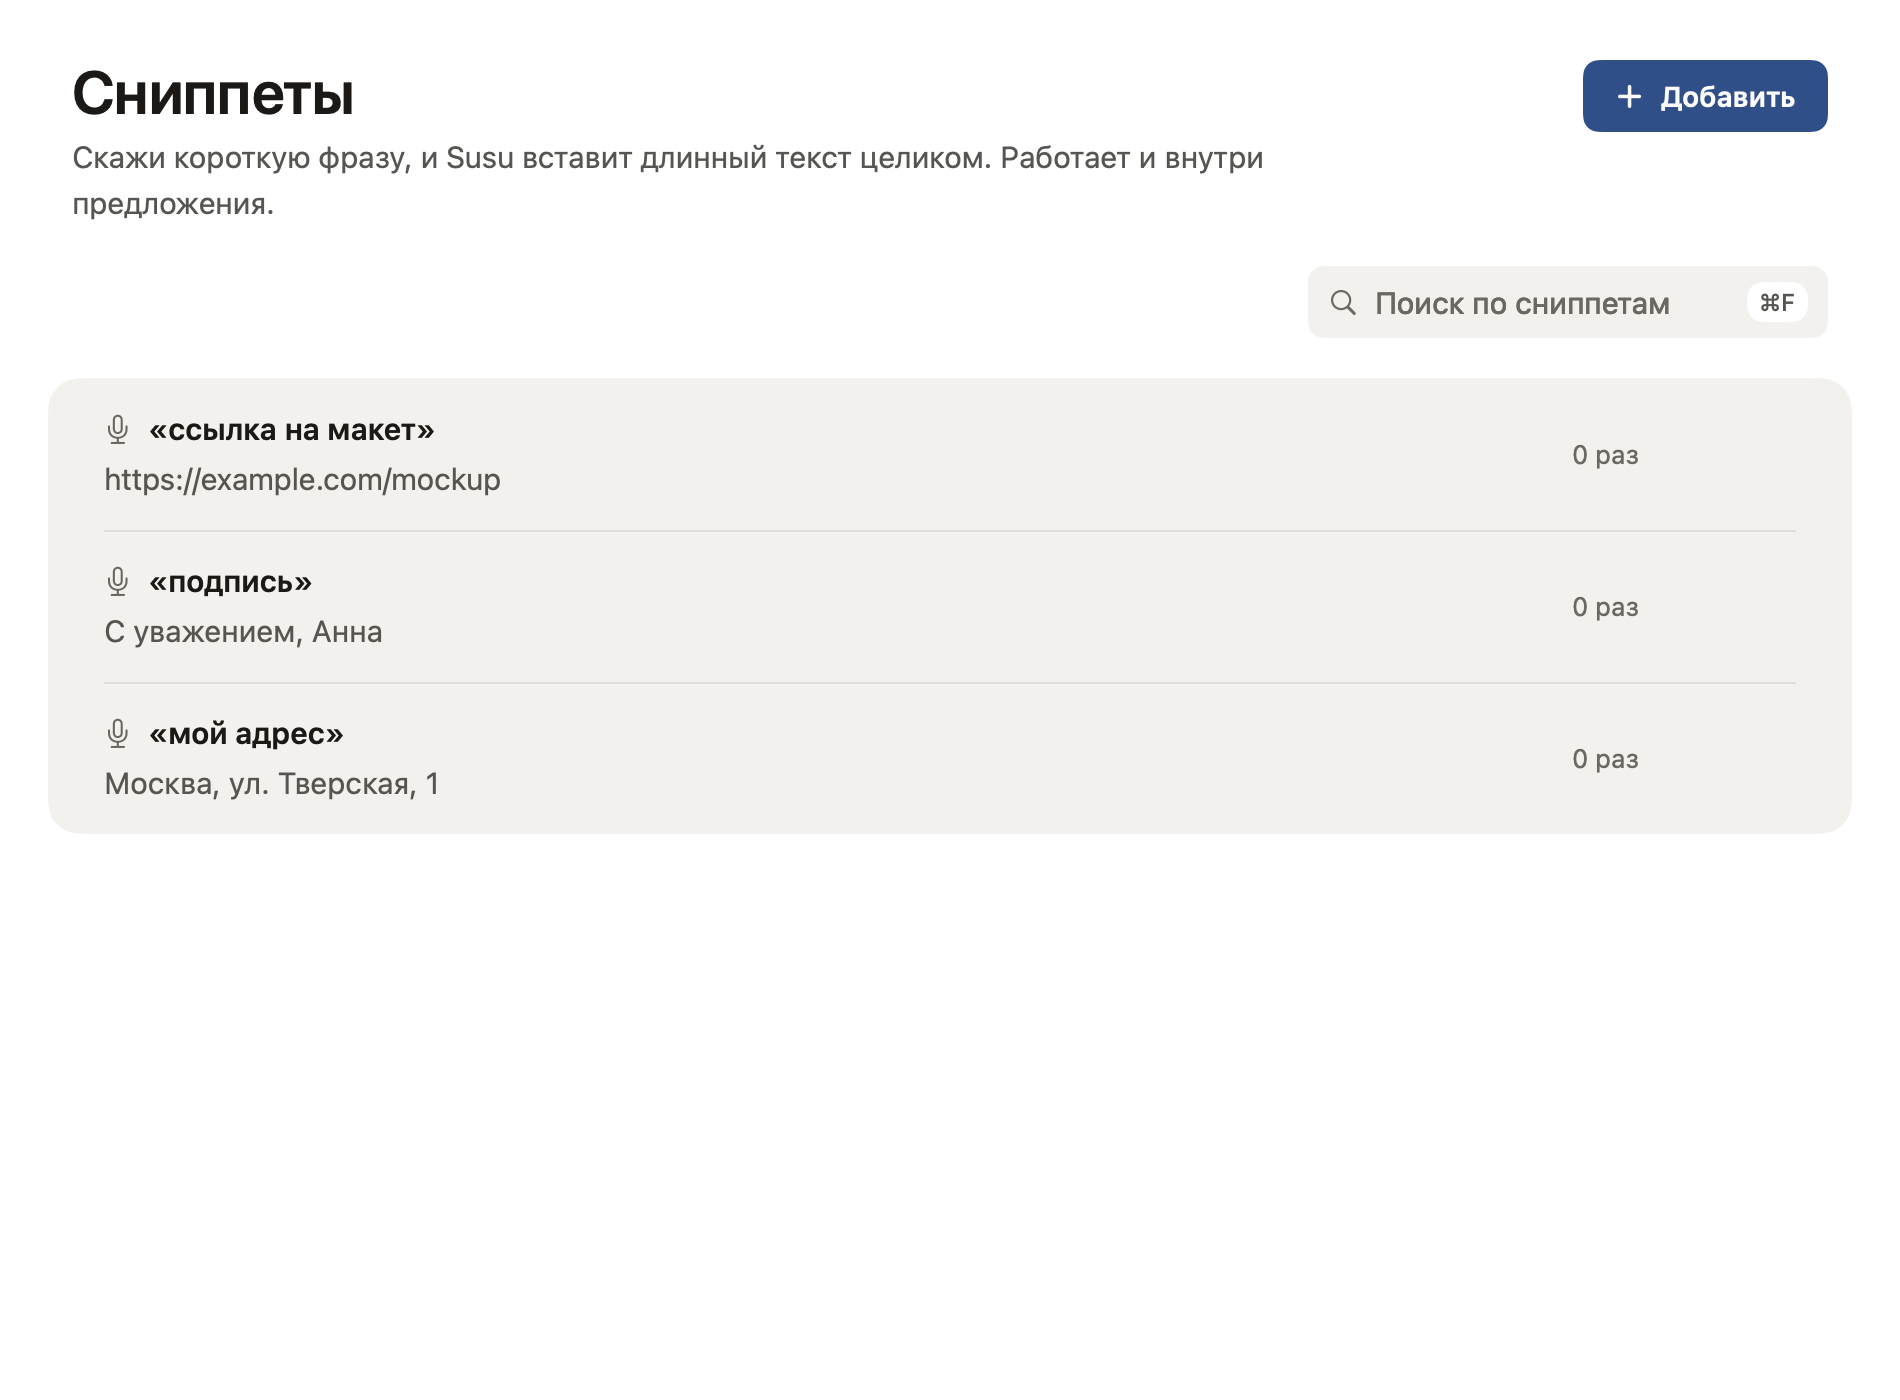 Сниппеты
+ Добавить
Скажи короткую фразу, и Susu вставит длинный текст целиком. Работает и внутри
предложения.
Поиск по сниппетам ⌘F
«ссылка на макет»
https://example.com/mockup
0 раз
«подпись»
С уважением, Анна
0 раз
«мой адрес»
Москва, ул. Тверская, 1
0 раз